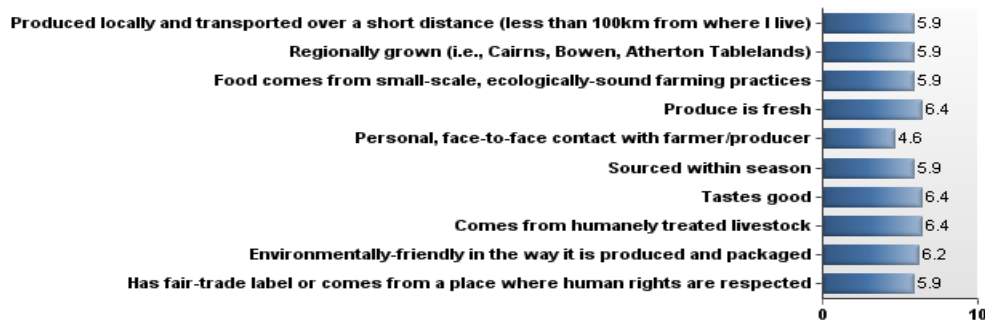 Produced locally and transported over a short distance (less than 100km from where I live) 5.9
Regionally grown (i.e., Cairns, Bowen, Atherton Tablelands) 5.9
Food comes from small-scale, ecologically-sound farming practices 5.9
Produce is fresh 6.4
Personal, face-to-face contact with farmer/producer 4.6
Sourced within season 5.9
Tastes good 6.4
Comes from humanely treated livestock 6.4
Environmentally-friendly in the way it is produced and packaged 6.2
Has fair-trade label or comes from a place where human rights are respected 5.9
0 10